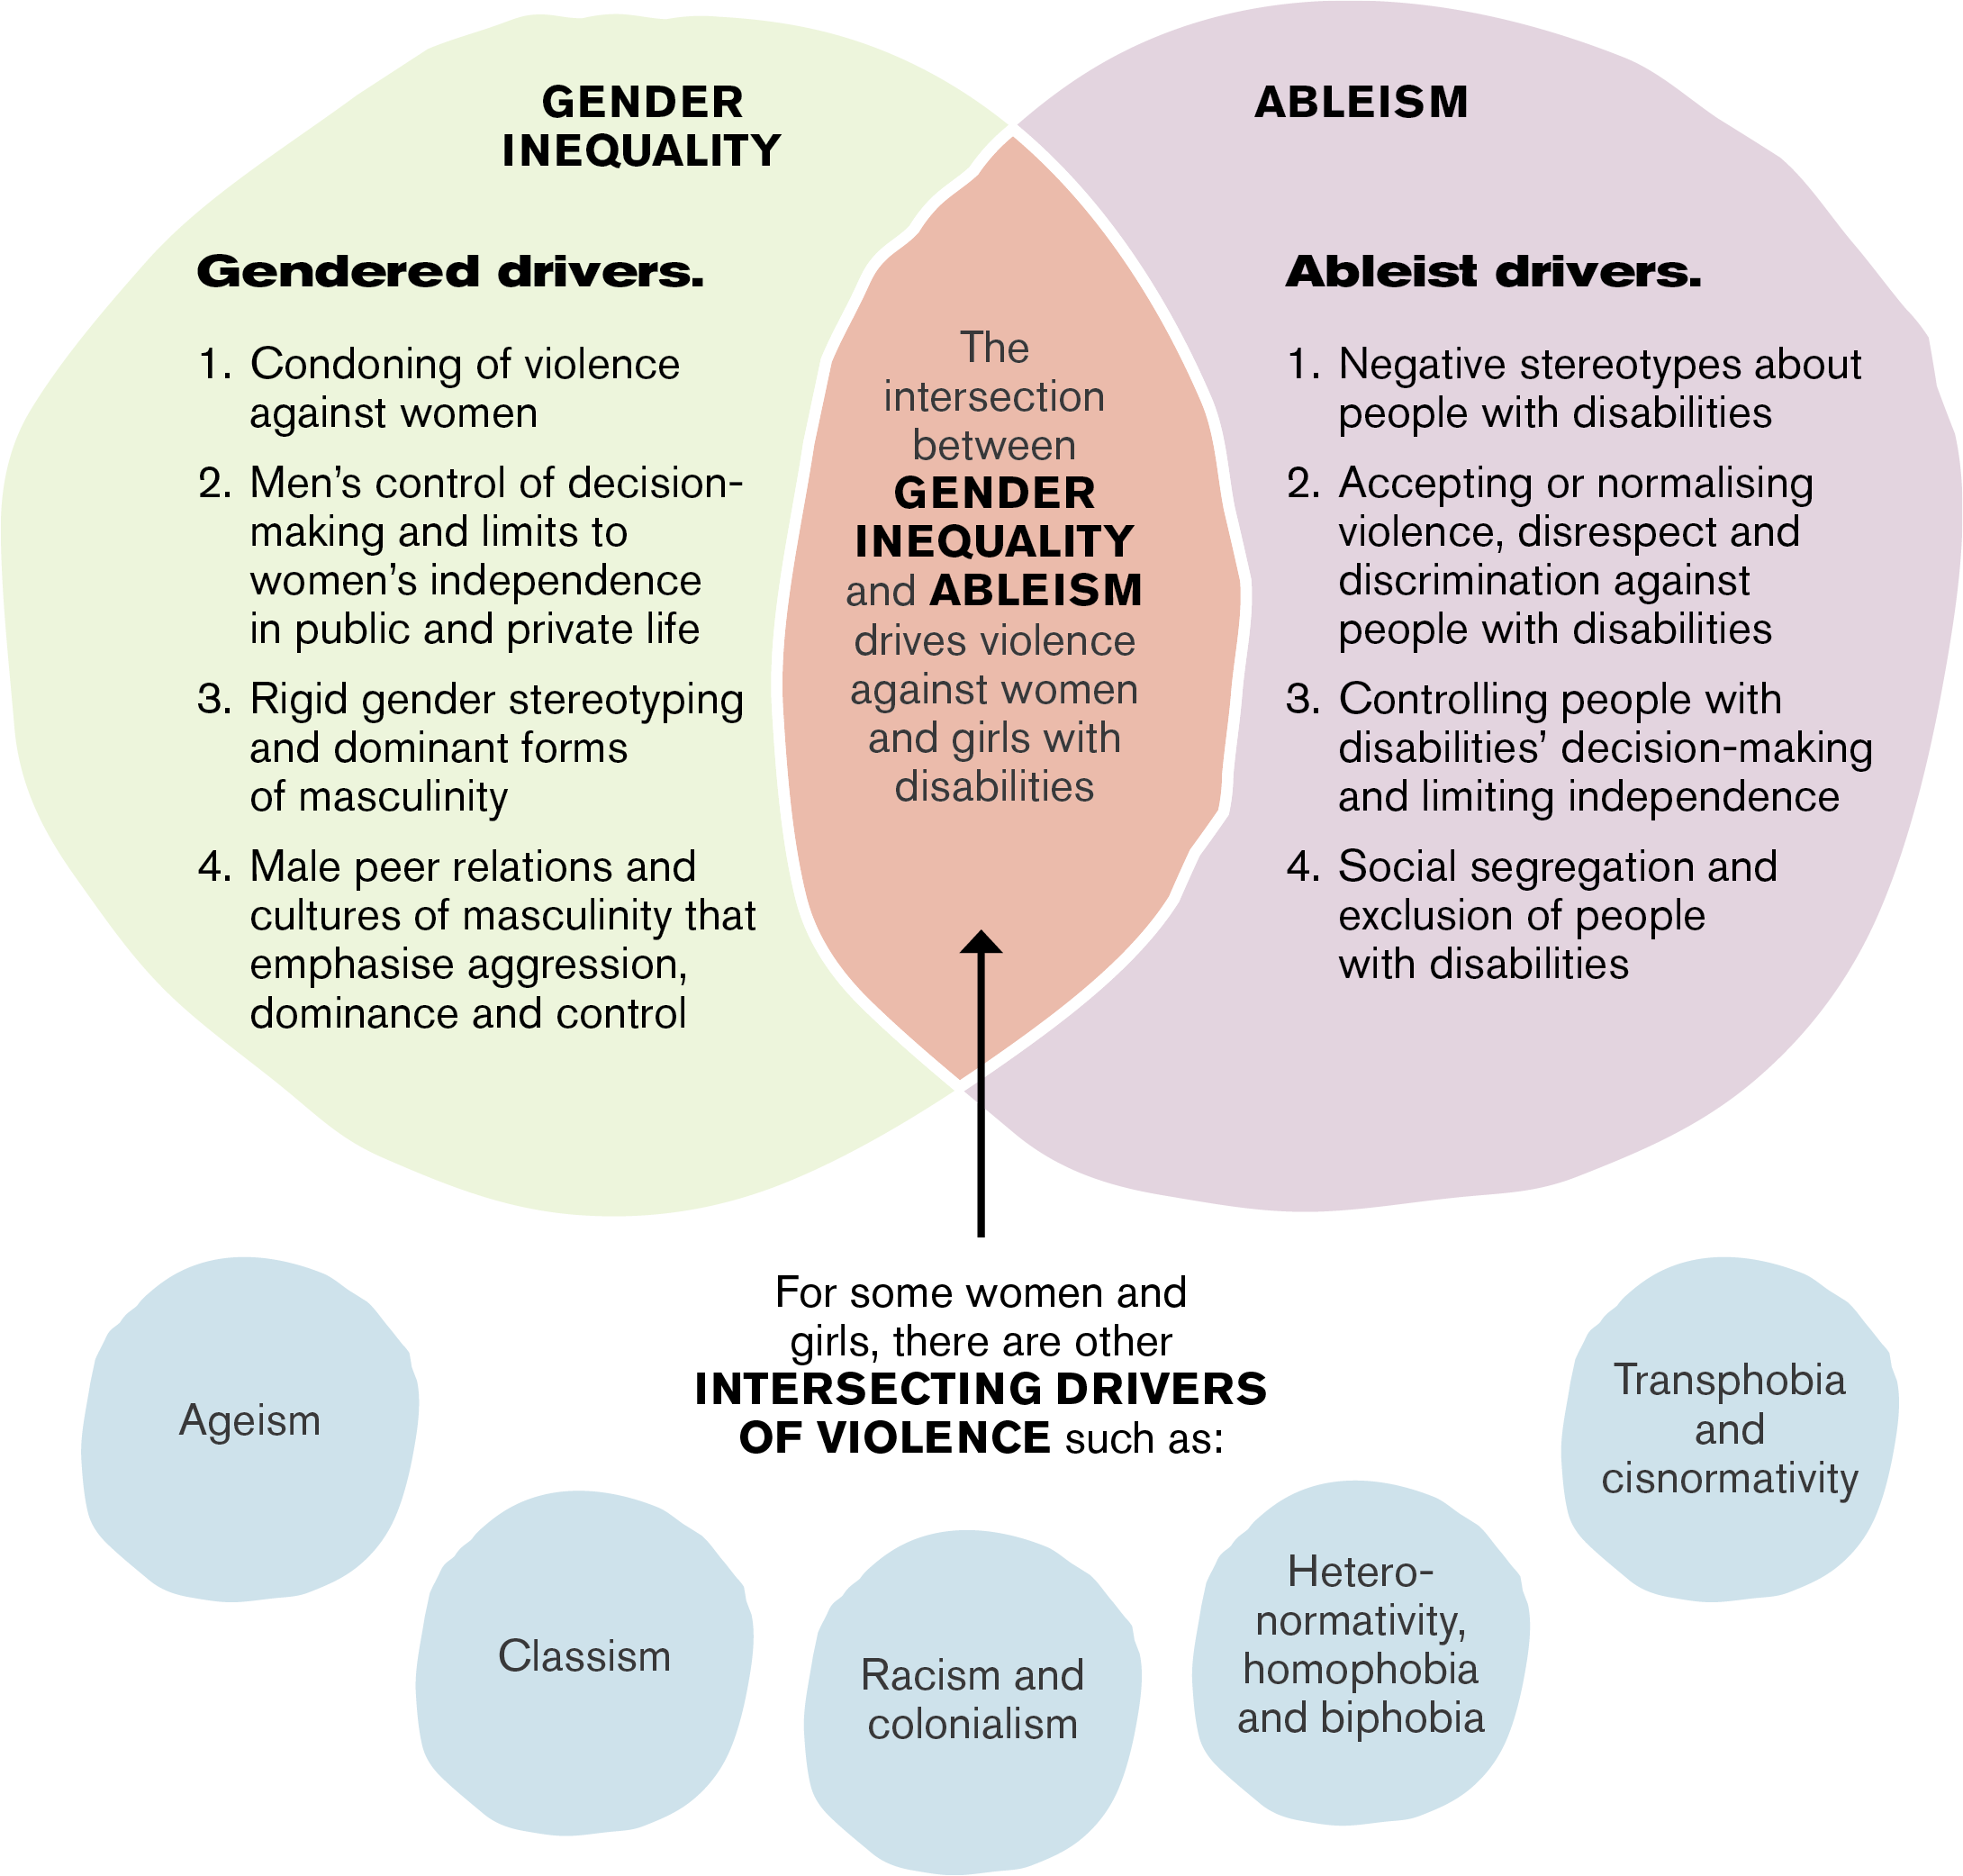 GENDER
INEQUALITY
Gendered drivers.
1. Condoning of violence
against women
2. Men’s control of decision-
making and limits to
women’s independence
in public and private life
3. Rigid gender stereotyping
and dominant forms
of masculinity
4. Male peer relations and
cultures of masculinity that
emphasise aggression,
dominance and control
The
intersection
between
GENDER
INEQUALITY
and ABLEISM
drives violence
against women
and girls with
disabilities
ABLEISM
Ableist drivers.
1. Negative stereotypes about
people with disabilities
2. Accepting or normalising
violence, disrespect and
discrimination against
people with disabilities
3. Controlling people with
disabilities’ decision-making
and limiting independence
4. Social segregation and
exclusion of people
with disabilities
For some women and
girls, there are other
INTERSECTING DRIVERS
OF VIOLENCE such as:
Ageism
Classism
Racism and
colonialism
Hetero-
normativity,
homophobia
and biphobia
Transphobia
and
cisnormativity